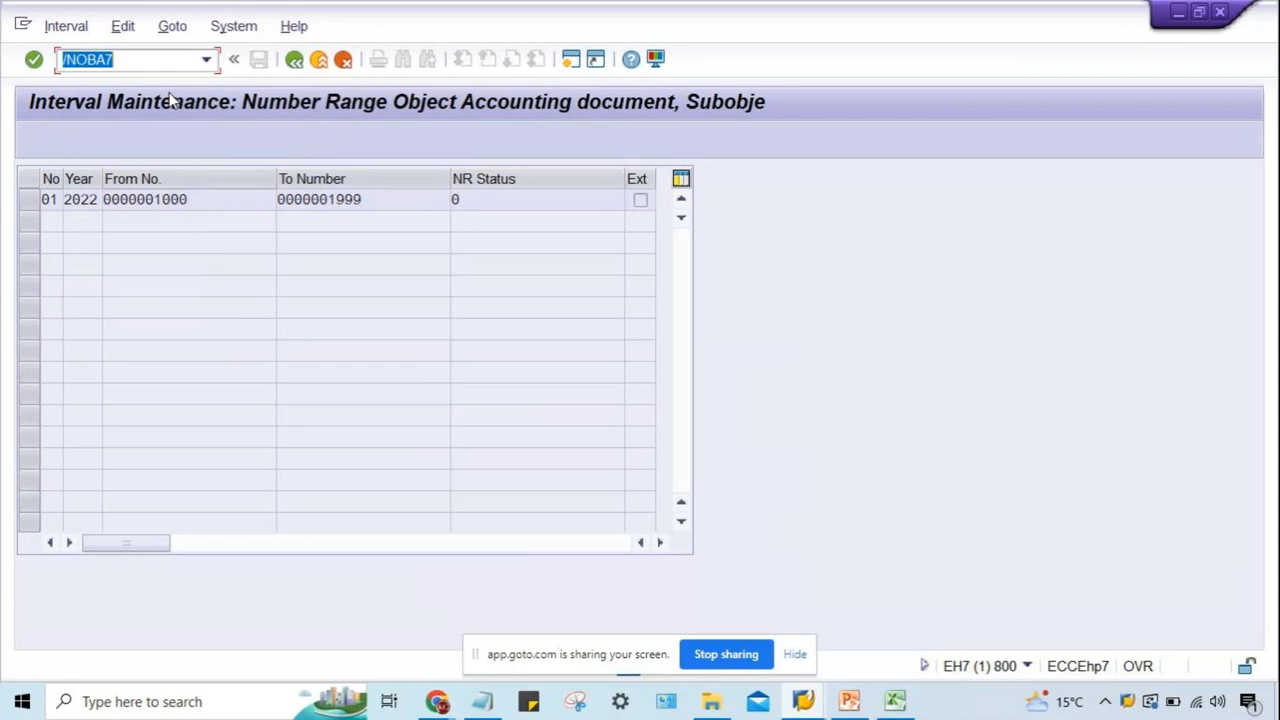 Interval Edit Goto System Help
/NOBA7
Interval Maintenance: Number Range Object Accounting document, Subobje
No Year From No. To Number NR Status Ext
01 2022 0000001000 0000001999 0
app.goto.com is sharing your screen. Stop sharing Hide
EH7 (1) 800 ECCEhp7 OVR
Type here to search 15°C 1